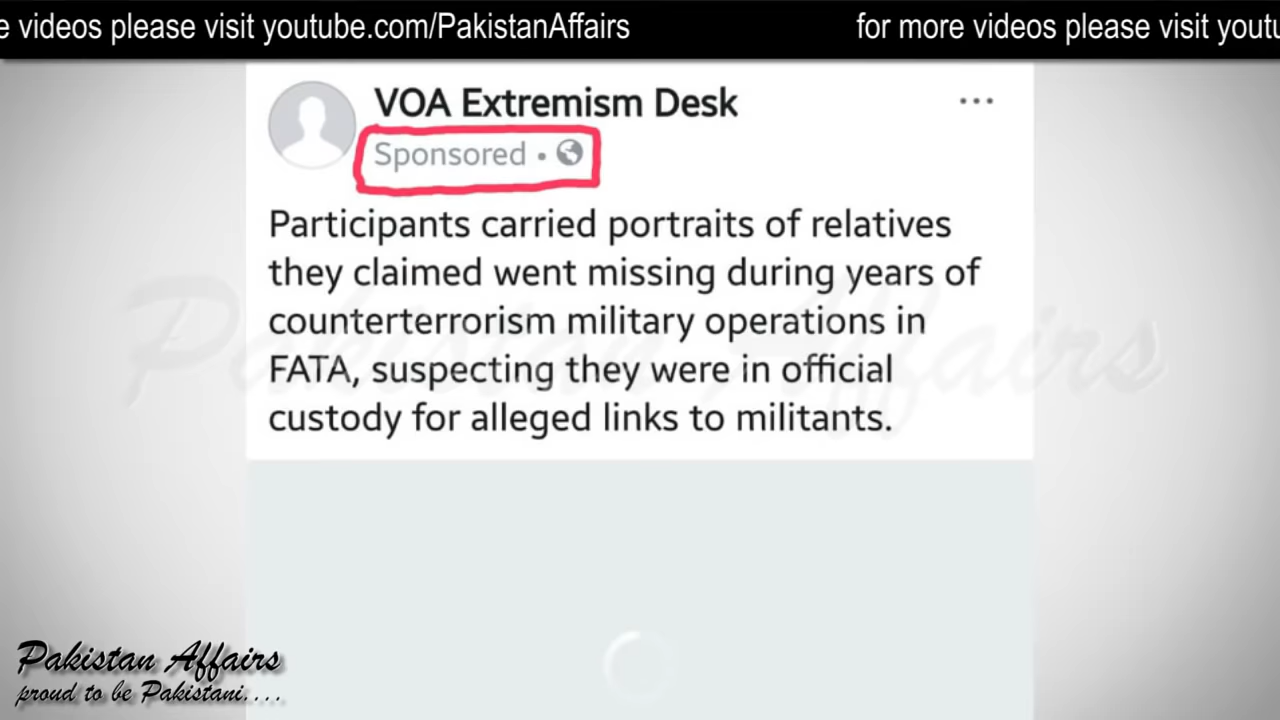 e videos please visit youtube.com/PakistanAffairs for more videos please visit youtu
VOA Extremism Desk
Sponsored •
Participants carried portraits of relatives
they claimed went missing during years of
counterterrorism military operations in
FATA, suspecting they were in official
custody for alleged links to militants.
Pakistan Affairs
Pakistan Affairs
proud to be Pakistani....